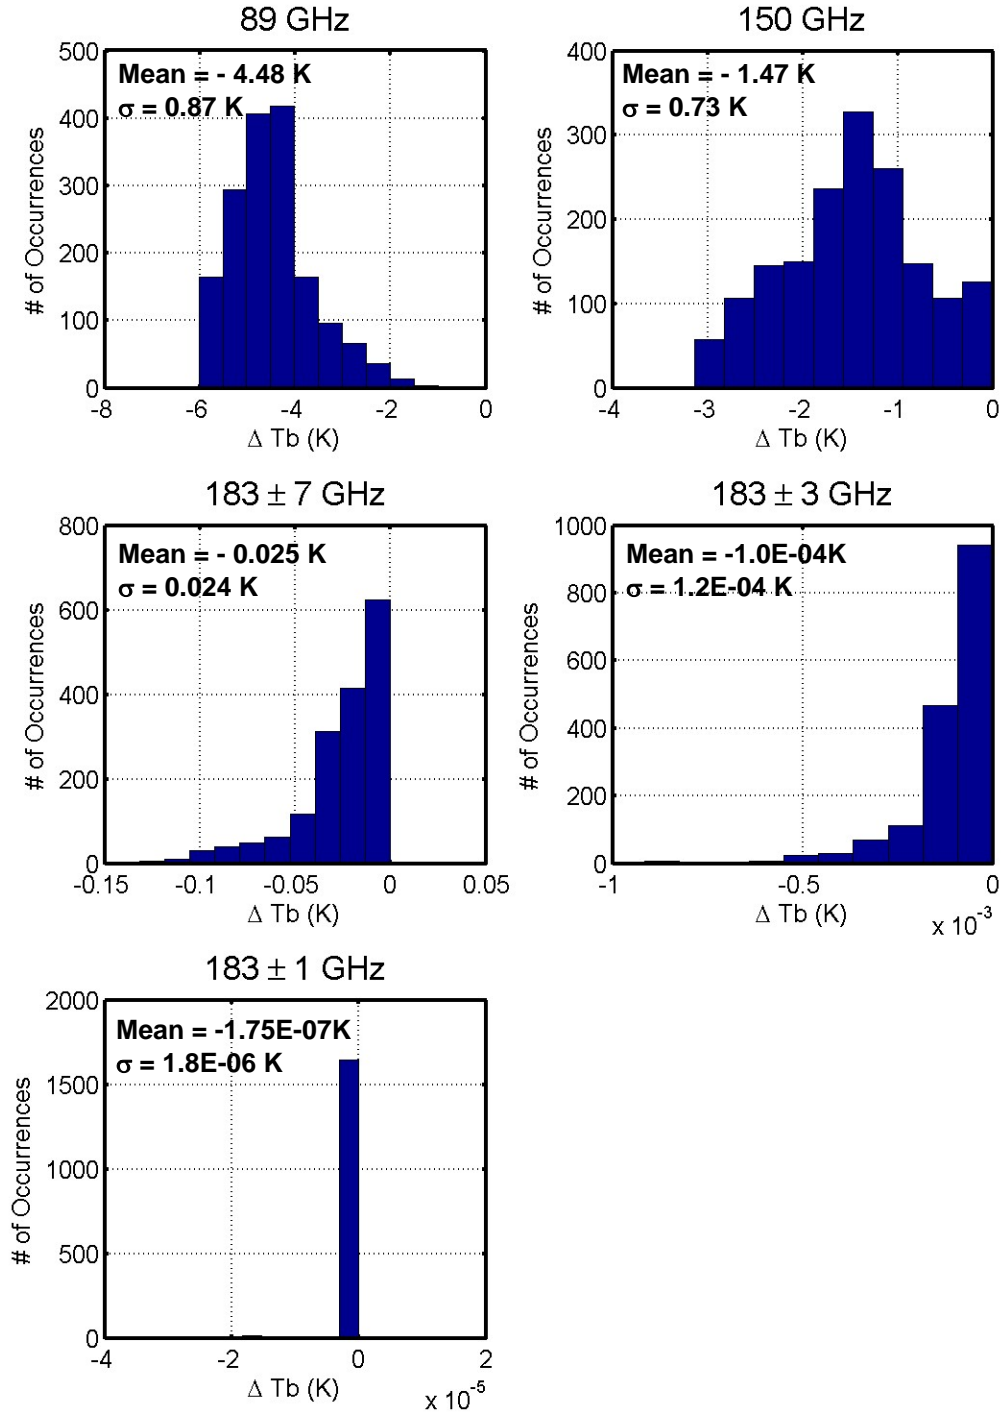 89 GHz
Mean = - 4.48 K
σ = 0.87 K
# of Occurrences
500
400
300
200
100
0
-8 -6 -4 -2 0
Δ Tb (K)
150 GHz
Mean = - 1.47 K
σ = 0.73 K
# of Occurrences
400
300
200
100
0
-4 -3 -2 -1 0
Δ Tb (K)
183 ± 7 GHz
Mean = - 0.025 K
σ = 0.024 K
# of Occurrences
800
600
400
200
0
-0.15 -0.1 -0.05 0 0.05
Δ Tb (K)
183 ± 3 GHz
Mean = -1.0E-04K
σ = 1.2E-04 K
# of Occurrences
1000
800
600
400
200
0
-1 -0.5 0
Δ Tb (K)
x 10⁻³
183 ± 1 GHz
Mean = -1.75E-07K
σ = 1.8E-06 K
# of Occurrences
2000
1500
1000
500
0
-4 -2 0 2
Δ Tb (K)
x 10⁻⁵